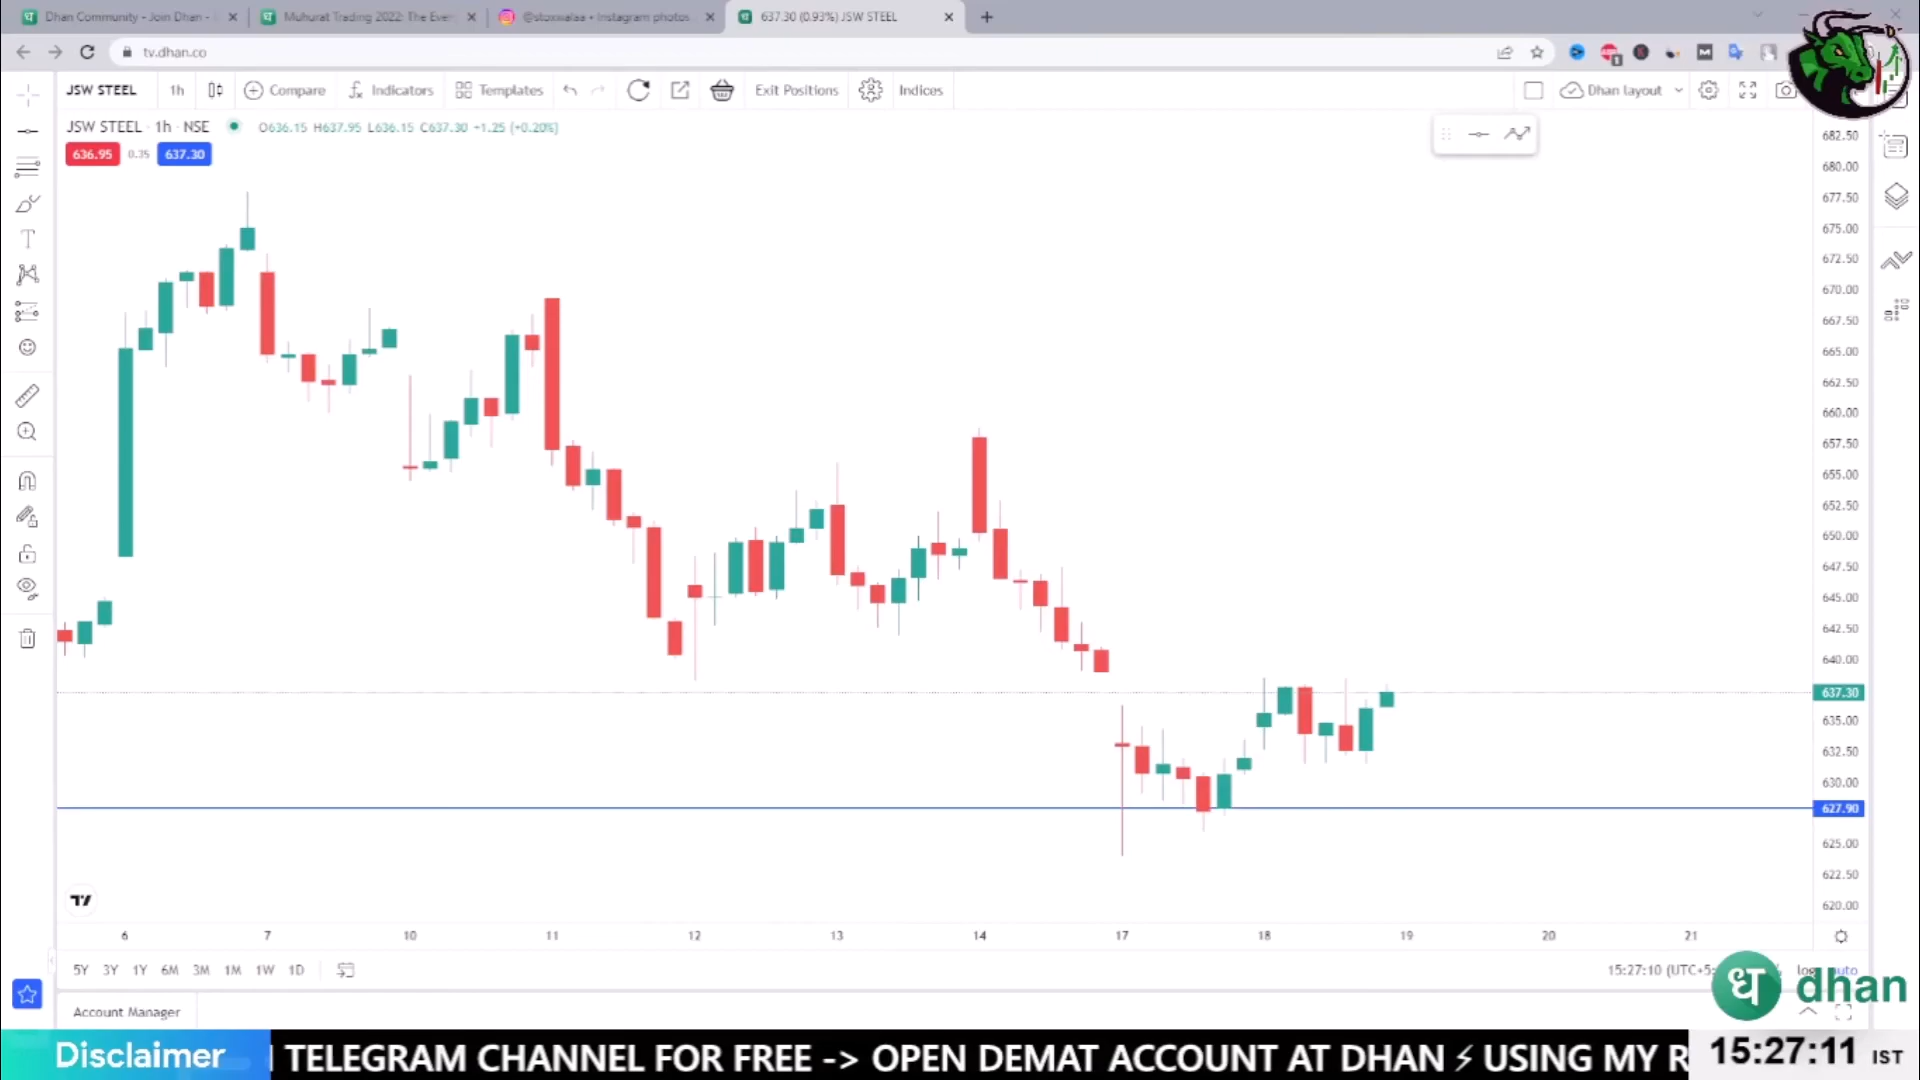 Dhan Community - Join Dhan -
Muhurat Trading 2022: The Even
@stoxwalaa • Instagram photos
637.30 (0.93%) JSW STEEL
tv.dhan.co
JSW STEEL
1h
Compare
Indicators
Templates
Exit Positions
Indices
Dhan layout
JSW STEEL · 1h · NSE
O636.15 H637.95 L636.15 C637.30 +1.25 (+0.20%)
636.95
0.35
637.30
682.50
680.00
677.50
675.00
672.50
670.00
667.50
665.00
662.50
660.00
657.50
655.00
652.50
650.00
647.50
645.00
642.50
640.00
637.30
635.00
632.50
630.00
627.90
625.00
622.50
620.00
6 7 10 11 12 13 14 17 18 19 20 21
5Y 3Y 1Y 6M 3M 1M 1W 1D
15:27:10 (UTC+5:
log
auto
ध dhan
Account Manager
Disclaimer
TELEGRAM CHANNEL FOR FREE -> OPEN DEMAT ACCOUNT AT DHAN ⚡ USING MY R
15:27:11 IST